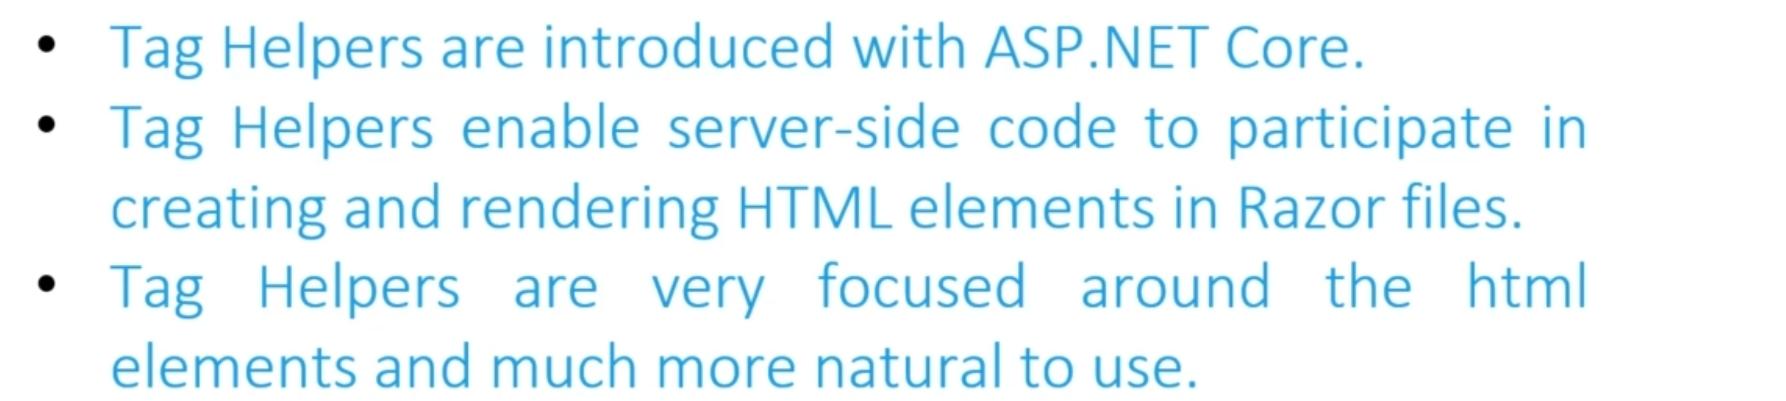 • Tag Helpers are introduced with ASP.NET Core.
• Tag Helpers enable server-side code to participate in
creating and rendering HTML elements in Razor files.
• Tag Helpers are very focused around the html
elements and much more natural to use.